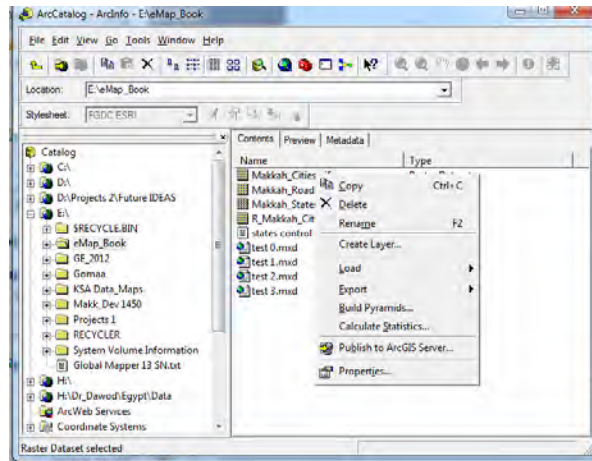 ArcCatalog - ArcInfo - E:\eMap_Book
File Edit View Go Tools Window Help
Location: E:\eMap_Book
Stylesheet: FGDC ESRI
Contents Preview Metadata
Catalog
C:\
D:\
D:\Projects 2\Future IDEAS
E:\
$RECYCLE.BIN
eMap_Book
GE_2012
Gomaa
KSA Data_Maps
Makk_Dev 1450
Projects 1
RECYCLER
System Volume Information
Global Mapper 13 SN.txt
H:\
H:\Dr_Dawod\Egypt\Data
ArcWeb Services
Coordinate Systems
Name Type
Makkah_Cities
Makkah_Road
Makkah_State
R_Makkah_Cit
states control
test 0.mxd
test 1.mxd
test 2.mxd
test 3.mxd
Copy Ctrl+C
Delete
Rename F2
Create Layer...
Load
Export
Build Pyramids...
Calculate Statistics...
Publish to ArcGIS Server...
Properties...
Raster Dataset selected